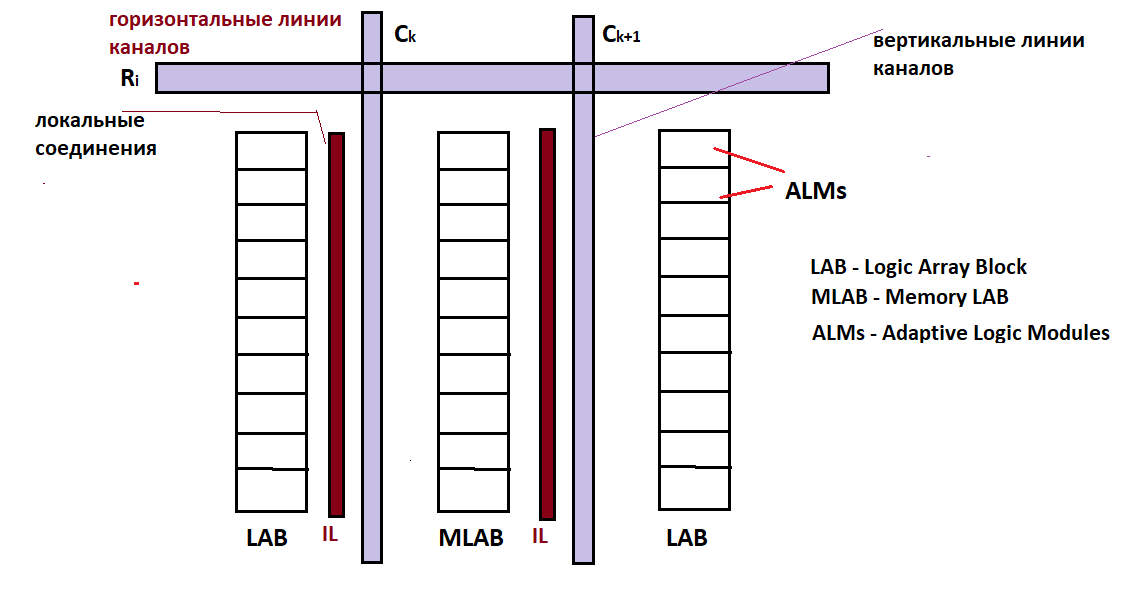 горизонтальные линии
каналов
Ck
Ck+1
вертикальные линии
каналов
Ri
локальные
соединения
ALMs
LAB - Logic Array Block
MLAB - Memory LAB
ALMs - Adaptive Logic Modules
LAB
IL
MLAB
IL
LAB